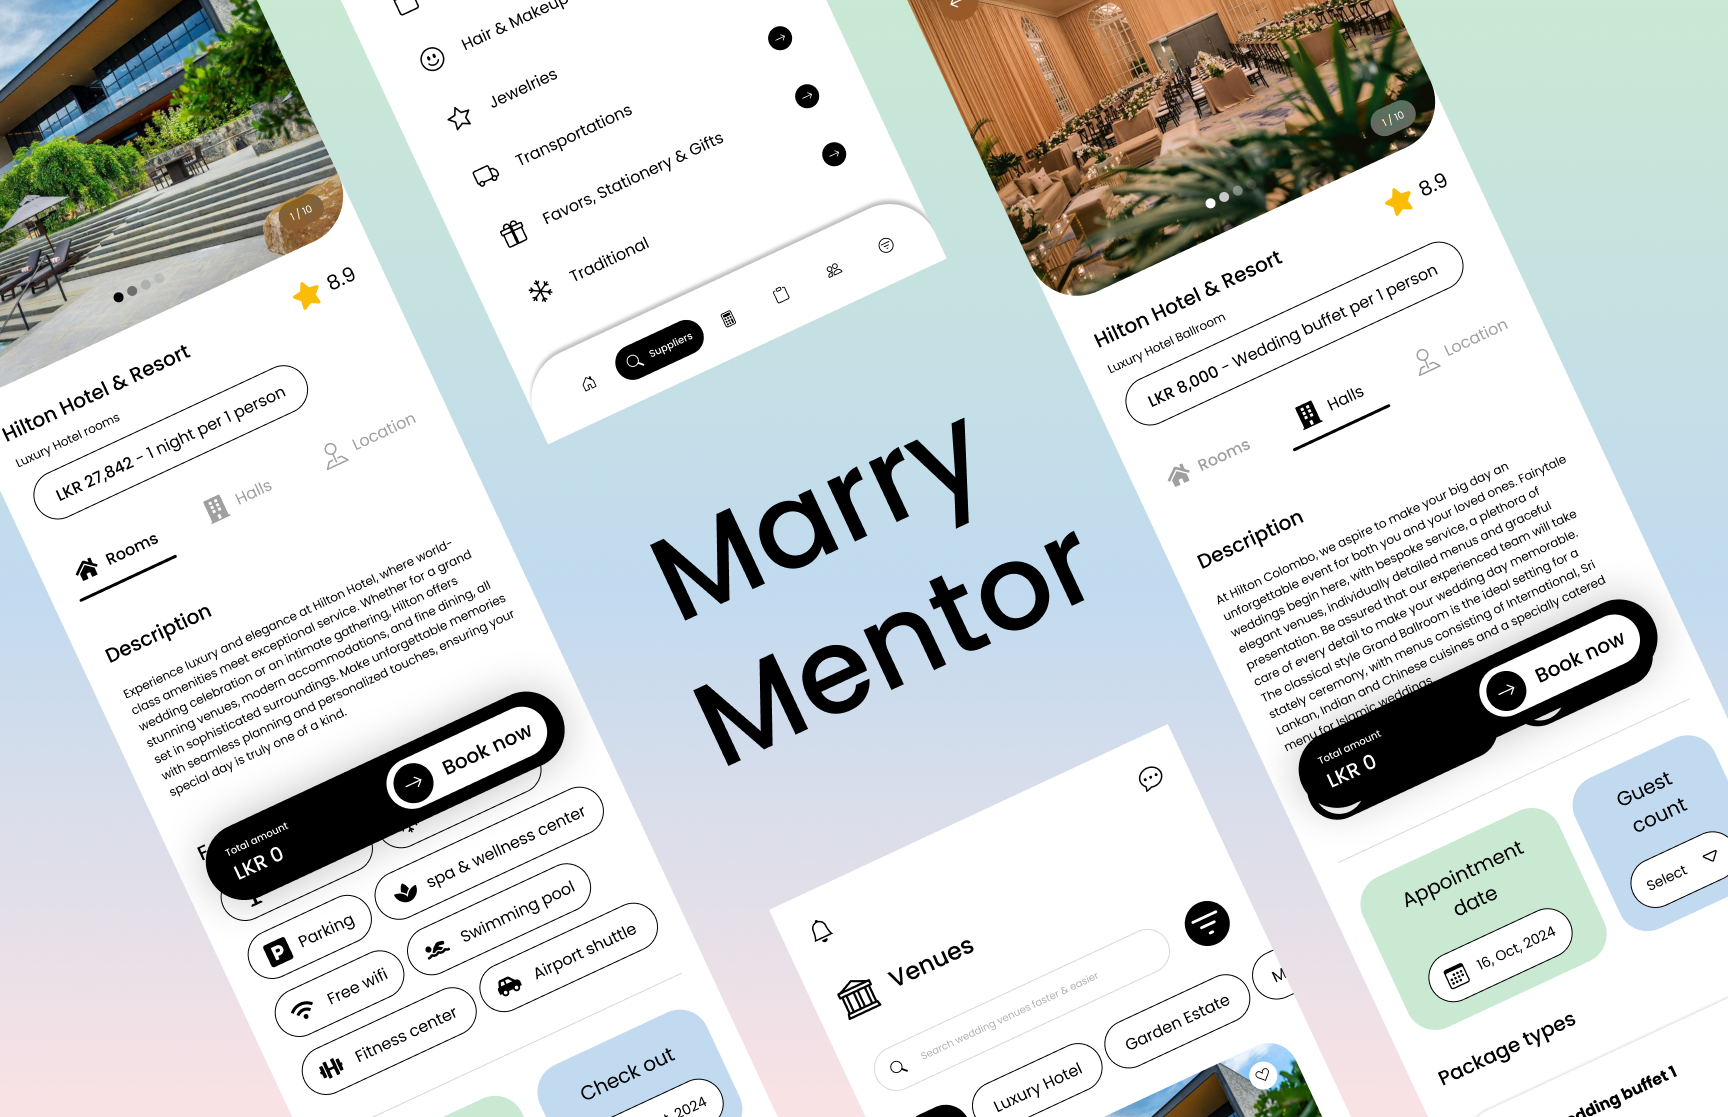 1 / 10
8.9
Hilton Hotel & Resort
Luxury Hotel rooms
LKR 27,842 - 1 night per 1 person
Rooms
Halls
Location
Description
Experience luxury and elegance at Hilton Hotel, where world-
class amenities meet exceptional service. Whether for a grand
wedding celebration or an intimate gathering, Hilton offers
stunning venues, modern accommodations, and fine dining, all
set in sophisticated surroundings. Make unforgettable memories
with seamless planning and personalized touches, ensuring your
special day is truly one of a kind.
Total amount
LKR 0
Book now
spa & wellness center
Parking
Swimming pool
Free wifi
Airport shuttle
Fitness center
Check out
2024
Hair & Makeup
Jewelries
Transportations
Favors, Stationery & Gifts
Traditional
Suppliers
Marry
Mentor
Venues
Search wedding venues faster & easier
Luxury Hotel
Garden Estate
M
1 / 10
8.9
Hilton Hotel & Resort
Luxury Hotel Ballroom
LKR 8,000 - Wedding buffet per 1 person
Rooms
Halls
Location
Description
At Hilton Colombo, we aspire to make your big day an
unforgettable event for both you and your loved ones. Fairytale
weddings begin here, with bespoke service, a plethora of
elegant venues, individually detailed menus and graceful
presentation. Be assured that our experienced team will take
care of every detail to make your wedding day memorable.
The classical style Grand Ballroom is the ideal setting for a
stately ceremony, with menus consisting of International, Sri
Lankan, Indian and Chinese cuisines and a specially catered
menu for Islamic weddings.
Total amount
LKR 0
Book now
Appointment
date
16, Oct, 2024
Guest
count
Select
Package types
dding buffet 1